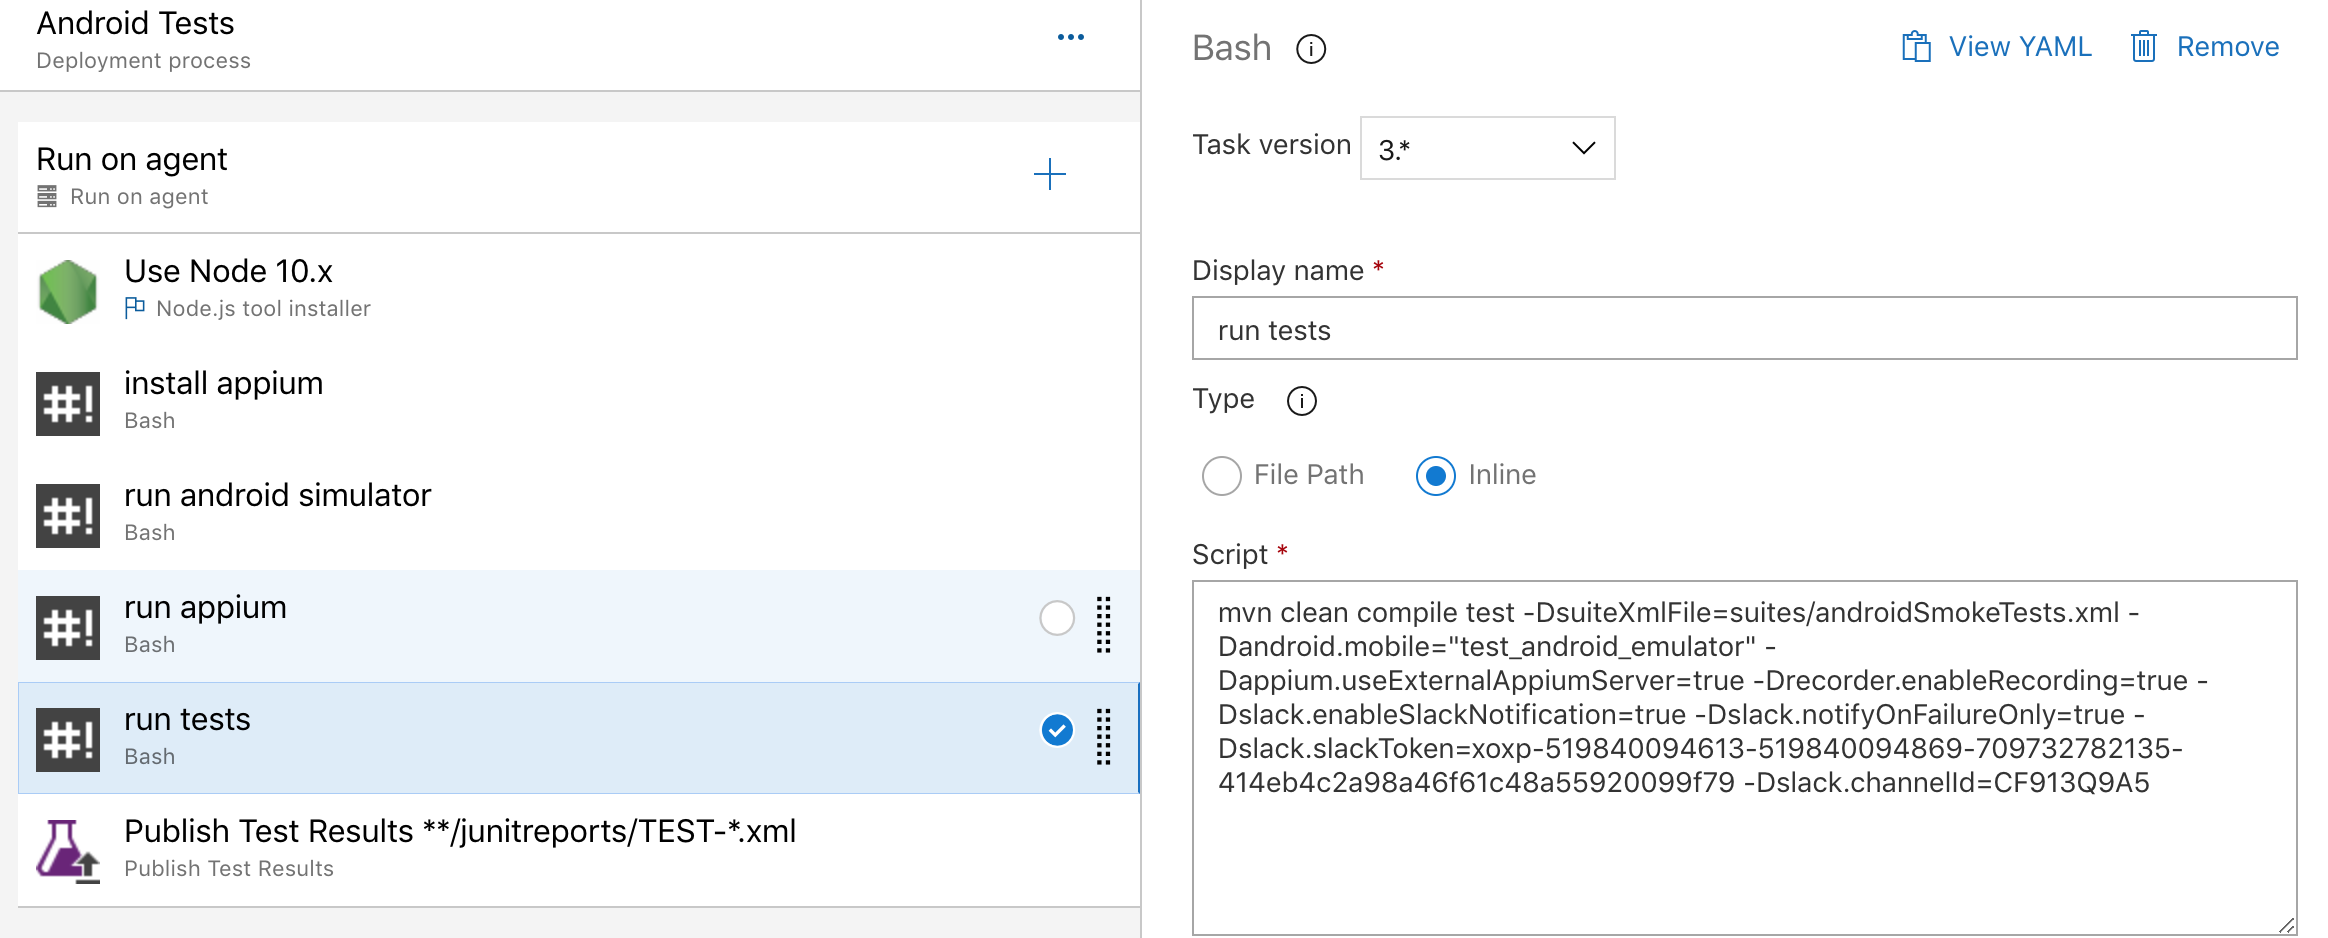 Android Tests
Deployment process
Run on agent
Run on agent
Use Node 10.x
Node.js tool installer
install appium
Bash
run android simulator
Bash
run appium
Bash
run tests
Bash
Publish Test Results **/junitreports/TEST-*.xml
Publish Test Results
Bash
View YAML
Remove
Task version
3.*
Display name *
run tests
Type
File Path
Inline
Script *
mvn clean compile test -DsuiteXmlFile=suites/androidSmokeTests.xml -
Dandroid.mobile="test_android_emulator" -
Dappium.useExternalAppiumServer=true -Drecorder.enableRecording=true -
Dslack.enableSlackNotification=true -Dslack.notifyOnFailureOnly=true -
Dslack.slackToken=xoxp-519840094613-519840094869-709732782135-
414eb4c2a98a46f61c48a55920099f79 -Dslack.channelId=CF913Q9A5